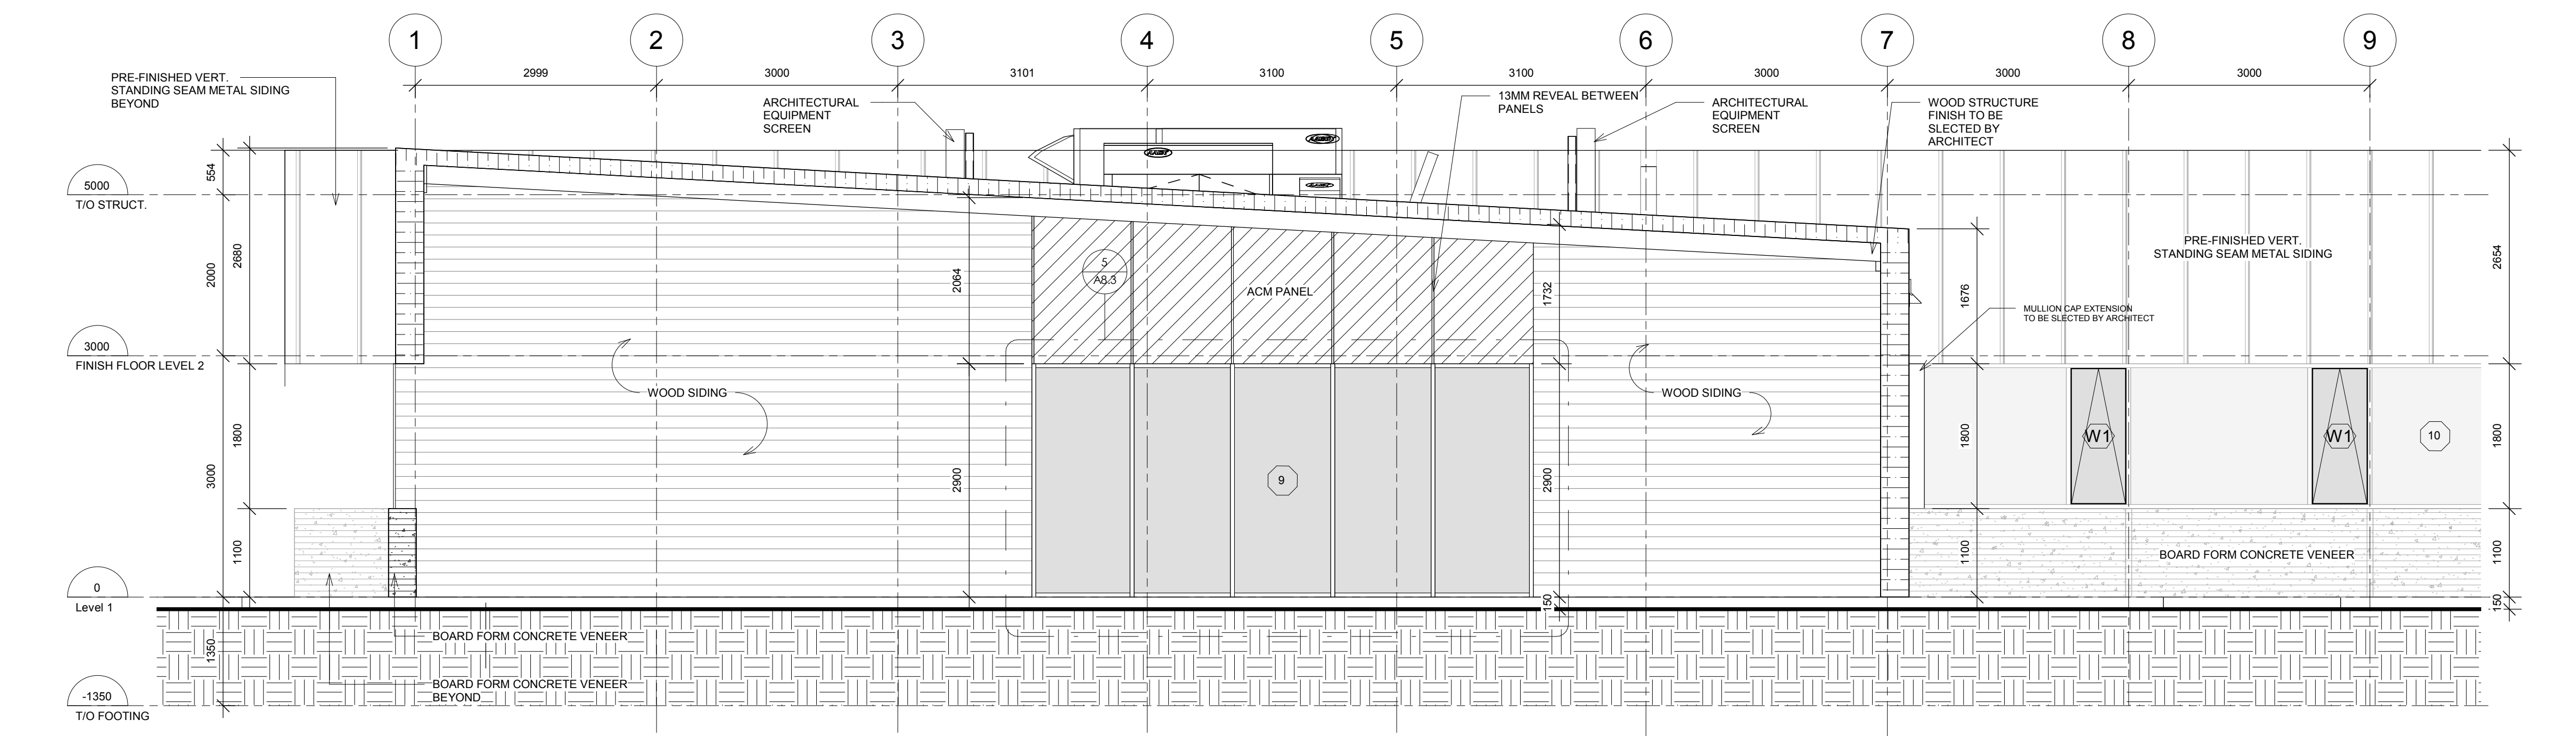 1
2
3
4
5
6
7
8
9
2999
3000
3101
3100
3100
3000
3000
3000
PRE-FINISHED VERT.
STANDING SEAM METAL SIDING
BEYOND
ARCHITECTURAL
EQUIPMENT
SCREEN
13MM REVEAL BETWEEN
PANELS
ARCHITECTURAL
EQUIPMENT
SCREEN
WOOD STRUCTURE
FINISH TO BE
SLECTED BY
ARCHITECT
5000
T/O STRUCT.
554
2000
2680
3000
FINISH FLOOR LEVEL 2
1800
3000
1100
0
Level 1
1350
-1350
T/O FOOTING
WOOD SIDING
2064
2900
5
A8.3
ACM PANEL
9
1732
2900
150
WOOD SIDING
1676
1800
1100
PRE-FINISHED VERT.
STANDING SEAM METAL SIDING
MULLION CAP EXTENSION
TO BE SLECTED BY ARCHITECT
W1
W1
10
BOARD FORM CONCRETE VENEER
2654
1800
1100
150
BOARD FORM CONCRETE VENEER
BOARD FORM CONCRETE VENEER
BEYOND